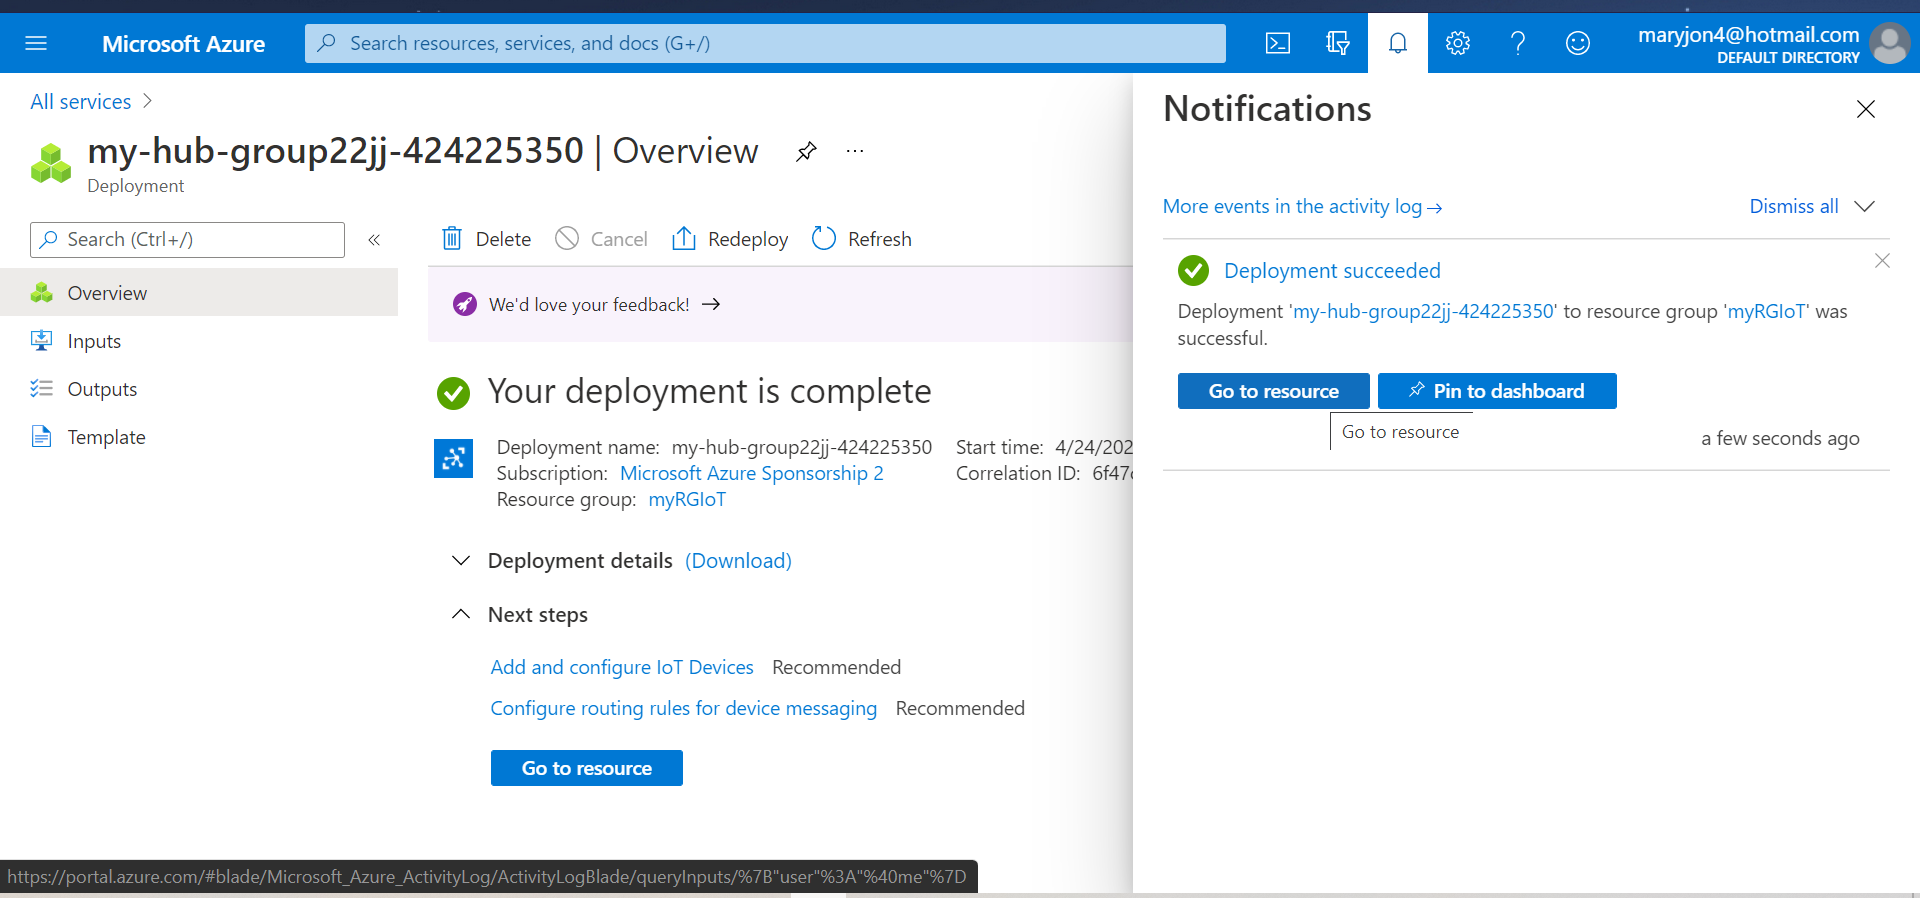 Microsoft Azure
Search resources, services, and docs (G+/)
maryjon4@hotmail.com
DEFAULT DIRECTORY
All services
my-hub-group22jj-424225350 | Overview
Deployment
Search (Ctrl+/)
Overview
Inputs
Outputs
Template
Delete
Cancel
Redeploy
Refresh
We'd love your feedback! →
Your deployment is complete
Deployment name: my-hub-group22jj-424225350
Subscription: Microsoft Azure Sponsorship 2
Resource group: myRGIoT
Start time: 4/24/202
Correlation ID: 6f47
Deployment details (Download)
Next steps
Add and configure IoT Devices Recommended
Configure routing rules for device messaging Recommended
Go to resource
Notifications
More events in the activity log →
Dismiss all
Deployment succeeded
Deployment 'my-hub-group22jj-424225350' to resource group 'myRGIoT' was
successful.
Go to resource
Pin to dashboard
Go to resource
a few seconds ago
https://portal.azure.com/#blade/Microsoft_Azure_ActivityLog/ActivityLogBlade/queryInputs/%7B"user"%3A"%40me"%7D